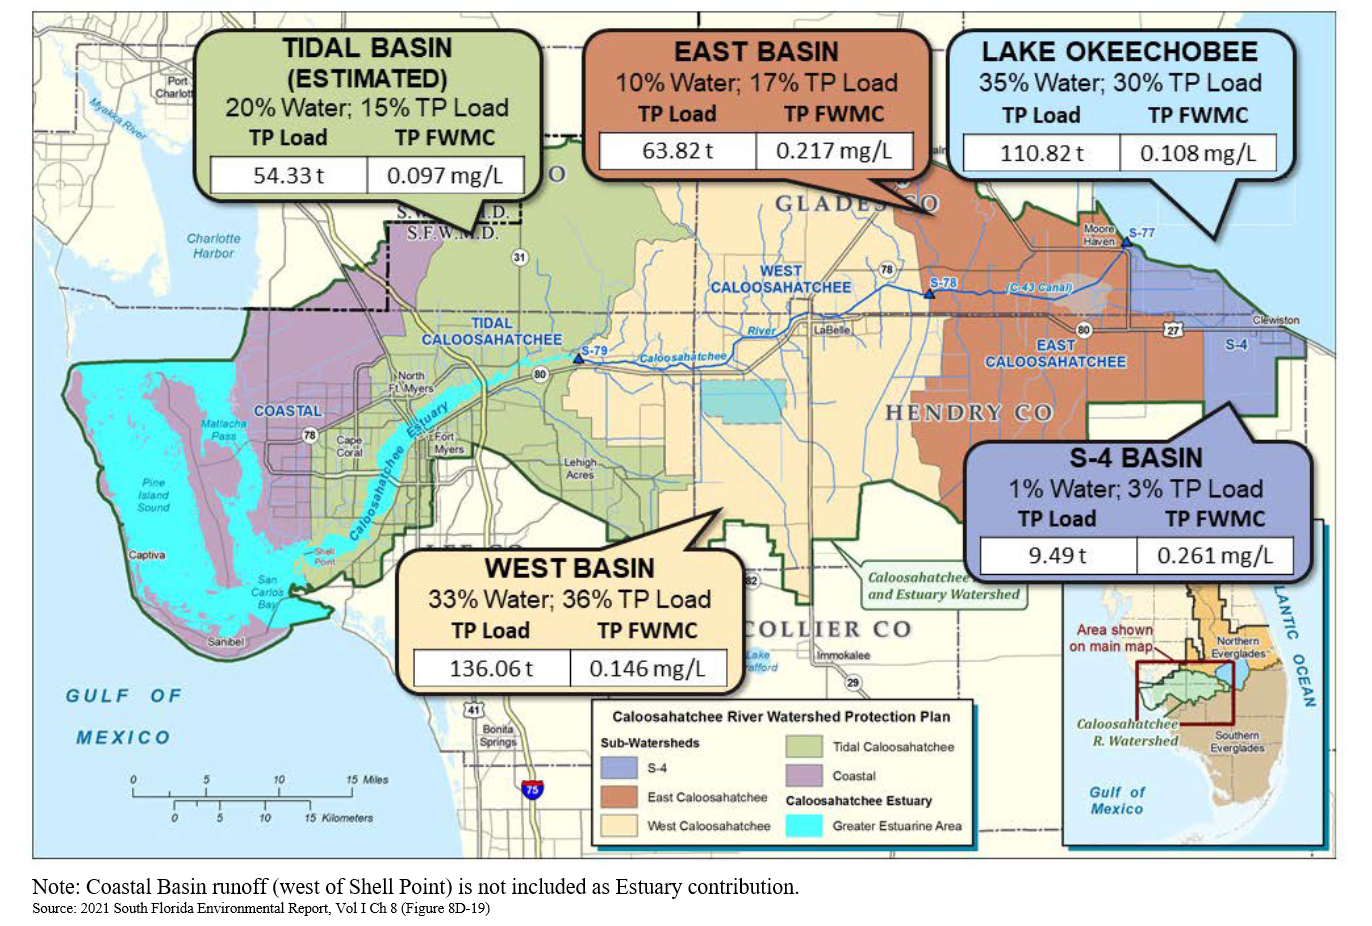 TIDAL BASIN
(ESTIMATED)
20% Water; 15% TP Load
TP Load TP FWMC
54.33 t 0.097 mg/L
EAST BASIN
10% Water; 17% TP Load
TP Load TP FWMC
63.82 t 0.217 mg/L
LAKE OKEECHOBEE
35% Water; 30% TP Load
TP Load TP FWMC
110.82 t 0.108 mg/L
Port
Myakka River
Charlotte
Harbor
S.F.W.M.D.
31
GLADES CO
Moore
Haven
S-77
WEST
CALOOSAHATCHEE
78
S-78
(C-43 Canal)
TIDAL
CALOOSAHATCHEE
S-79
River
LaBelle
80
27
Clewiston
S-4
Caloosahatchee
80
EAST
CALOOSAHATCHEE
North
Ft. Myers
COASTAL
Matlacha
Pass
78
Cape
Coral
Fort
Myers
Caloosahatchee Estuary
HENDRY CO
Lehigh
Acres
Pine
Island
Sound
Captiva
Shell
Point
San
Carlos
Bay
Sanibel
S-4 BASIN
1% Water; 3% TP Load
TP Load TP FWMC
9.49 t 0.261 mg/L
WEST BASIN
33% Water; 36% TP Load
TP Load TP FWMC
136.06 t 0.146 mg/L
82
Caloosahatchee
and Estuary Watershed
COLLIER CO
Lake
Immokalee
29
41
Bonita
Springs
75
GULF OF
MEXICO
0 5 10 15 Miles
0 5 10 15 Kilometers
Caloosahatchee River Watershed Protection Plan
Sub-Watersheds
S-4
East Caloosahatchee
West Caloosahatchee
Tidal Caloosahatchee
Coastal
Caloosahatchee Estuary
Greater Estuarine Area
Area shown
on main map
Northern
Everglades
Caloosahatchee
R. Watershed
Southern
Everglades
Gulf of
Mexico
OCEAN
Note: Coastal Basin runoff (west of Shell Point) is not included as Estuary contribution.
Source: 2021 South Florida Environmental Report, Vol I Ch 8 (Figure 8D-19)